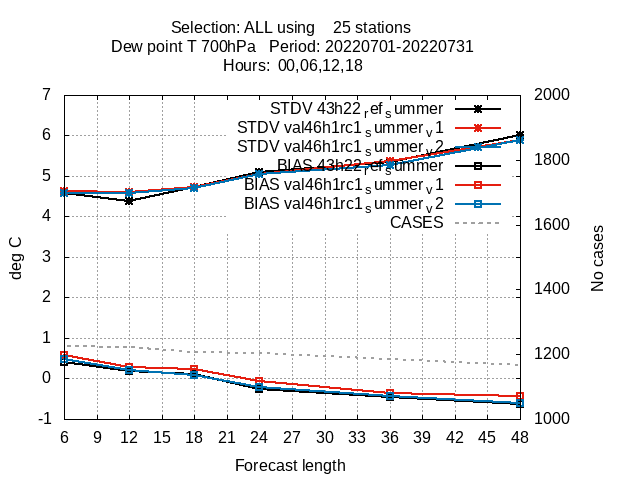 Selection: ALL using 25 stations
Dew point T 700hPa Period: 20220701-20220731
Hours: 00,06,12,18
STDV 43h22_ref_summer
STDV val46h1rc1_summer_v1
STDV val46h1rc1_summer_v2
BIAS 43h22_ref_summer
BIAS val46h1rc1_summer_v1
BIAS val46h1rc1_summer_v2
CASES
7
6
5
4
3
2
1
0
-1
deg C
2000
1800
1600
1400
1200
1000
No cases
6 9 12 15 18 21 24 27 30 33 36 39 42 45 48
Forecast length